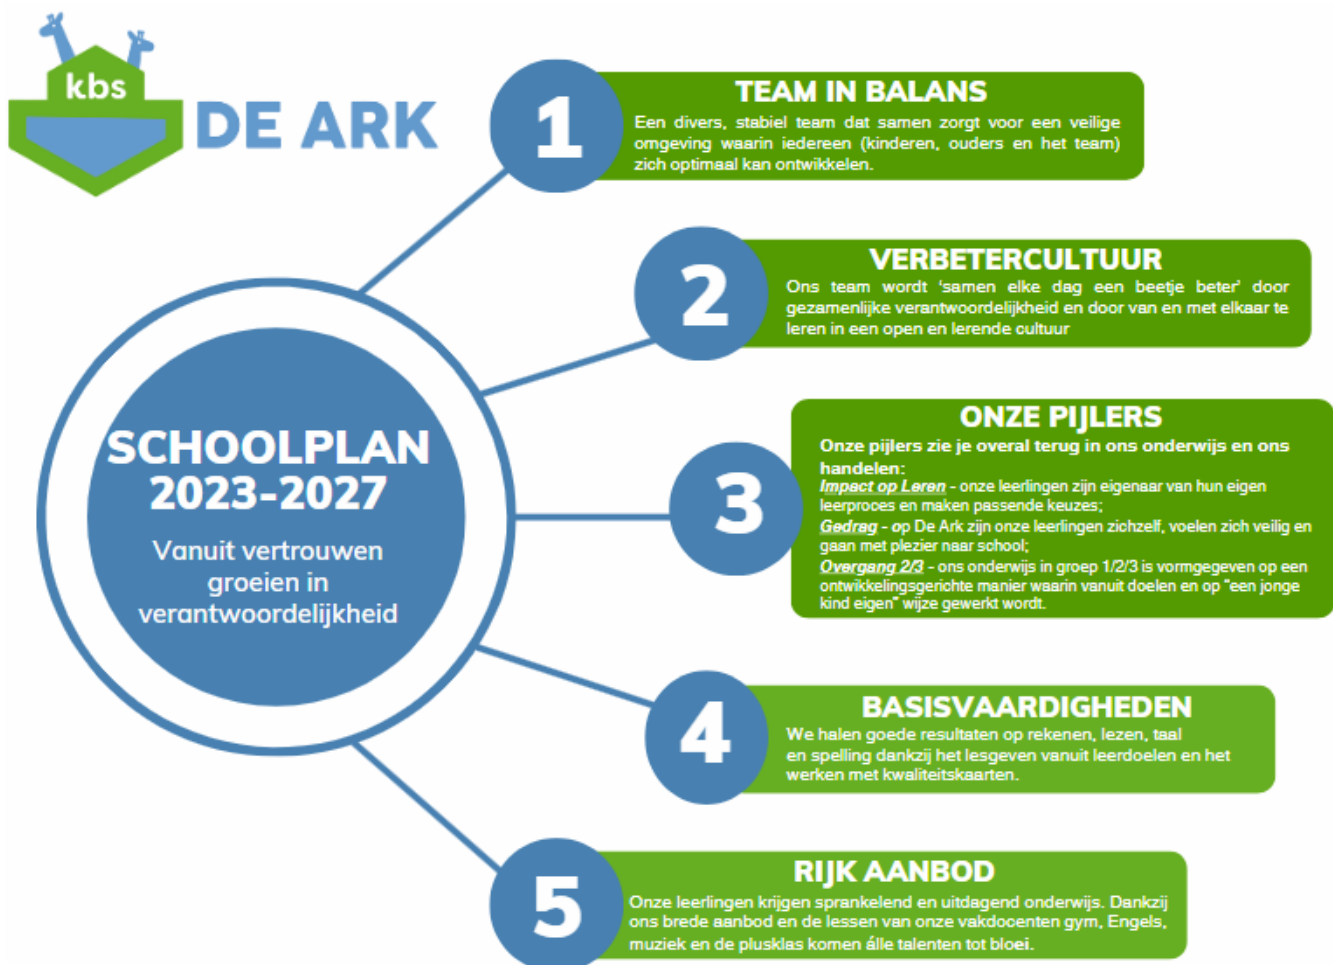 kbs
DE ARK
SCHOOLPLAN
2023-2027
Vanuit vertrouwen
groeien in
verantwoordelijkheid
1
TEAM IN BALANS
Een divers, stabiel team dat samen zorgt voor een veilige
omgeving waarin iedereen (kinderen, ouders en het team)
zich optimaal kan ontwikkelen.
2
VERBETERCULTUUR
Ons team wordt ‘samen elke dag een beetje beter’ door
gezamenlijke verantwoordelijkheid en door van en met elkaar te
leren in een open en lerende cultuur
3
ONZE PIJLERS
Onze pijlers zie je overal terug in ons onderwijs en ons
handelen:
Impact op Leren - onze leerlingen zijn eigenaar van hun eigen
leerproces en maken passende keuzes;
Gedrag - op De Ark zijn onze leerlingen zichzelf, voelen zich veilig en
gaan met plezier naar school;
Overgang 2/3 - ons onderwijs in groep 1/2/3 is vormgegeven op een
ontwikkelingsgerichte manier waarin vanuit doelen en op “een jonge
kind eigen” wijze gewerkt wordt.
4
BASISVAARDIGHEDEN
We halen goede resultaten op rekenen, lezen, taal
en spelling dankzij het lesgeven vanuit leerdoelen en het
werken met kwaliteitskaarten.
5
RIJK AANBOD
Onze leerlingen krijgen sprankelend en uitdagend onderwijs. Dankzij
ons brede aanbod en de lessen van onze vakdocenten gym, Engels,
muziek en de plusklas komen álle talenten tot bloei.